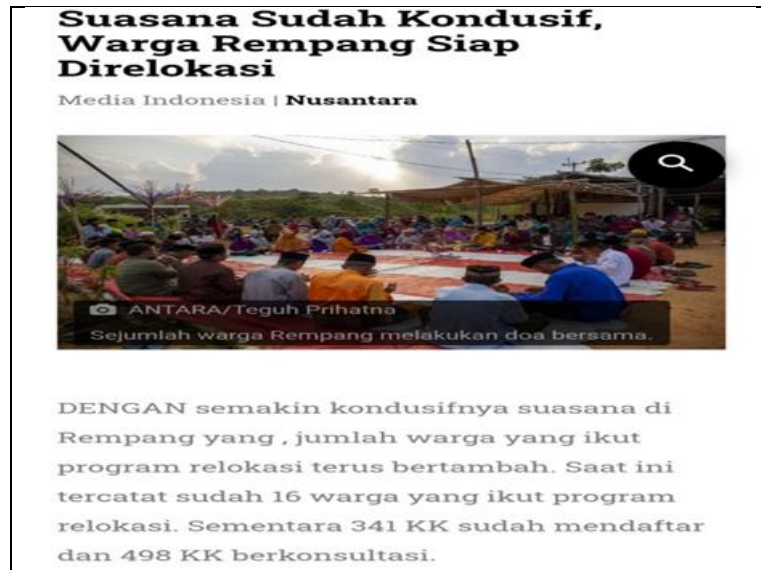 Suasana Sudah Kondusif,
Warga Rempang Siap
Direlokasi
Media Indonesia | Nusantara
ANTARA/Teguh Prihatna
Sejumlah warga Rempang melakukan doa bersama.
DENGAN semakin kondusifnya suasana di
Rempang yang , jumlah warga yang ikut
program relokasi terus bertambah. Saat ini
tercatat sudah 16 warga yang ikut program
relokasi. Sementara 341 KK sudah mendaftar
dan 498 KK berkonsultasi.